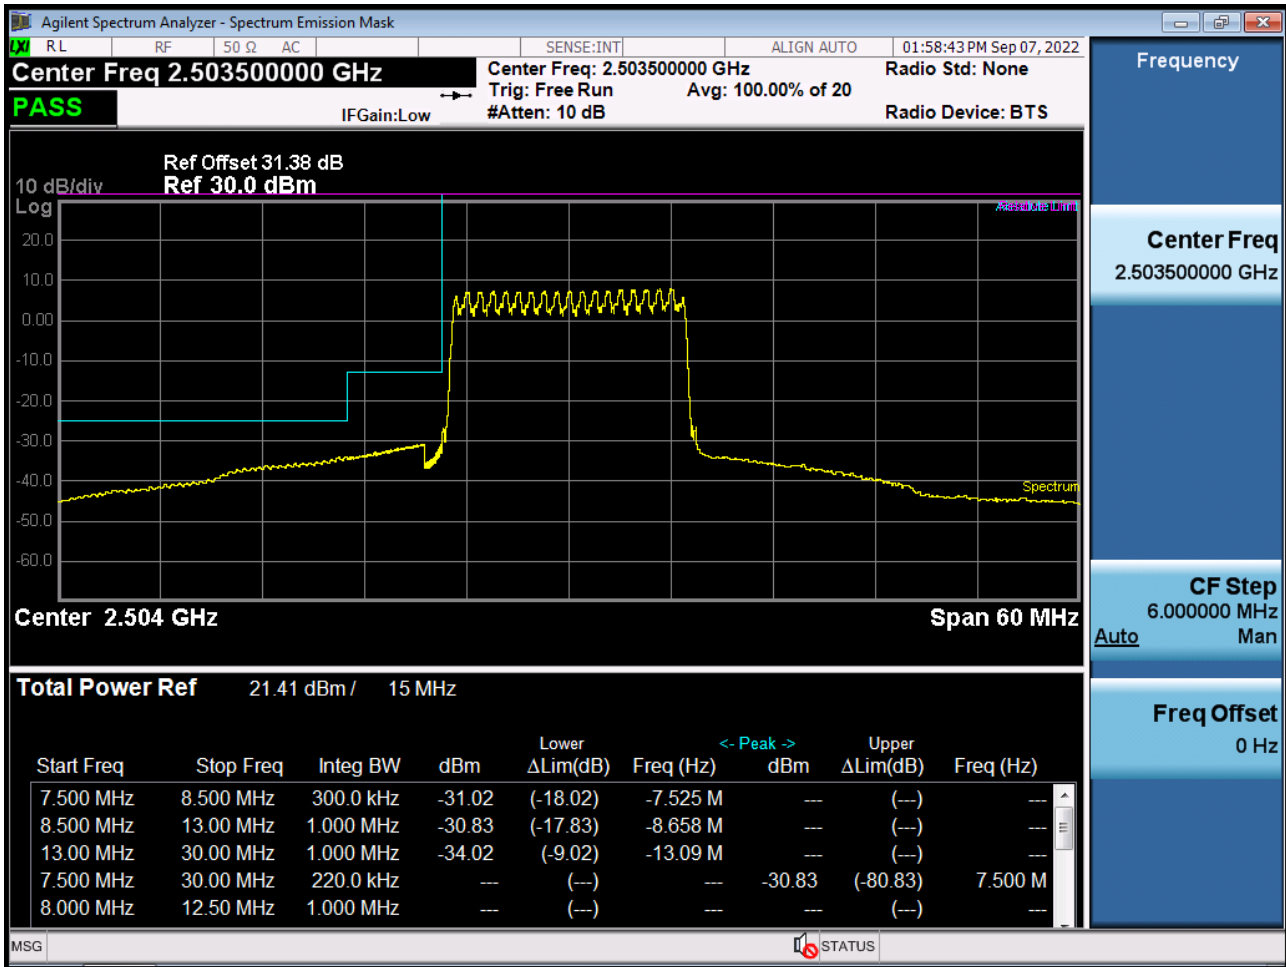 Agilent Spectrum Analyzer - Spectrum Emission Mask
LXI RL RF 50 Ω AC SENSE:INT ALIGN AUTO 01:58:43 PM Sep 07, 2022
Center Freq 2.503500000 GHz
PASS
IFGain:Low
Center Freq: 2.503500000 GHz
Trig: Free Run Avg: 100.00% of 20
#Atten: 10 dB
Radio Std: None
Radio Device: BTS
Ref Offset 31.38 dB
10 dB/div Ref 30.0 dBm
Log
Absolute Limit
20.0
10.0
0.00
-10.0
-20.0
-30.0
-40.0
-50.0
-60.0
Spectrum
Center 2.504 GHz Span 60 MHz
Total Power Ref 21.41 dBm / 15 MHz
Lower <- Peak -> Upper
Start Freq Stop Freq Integ BW dBm ΔLim(dB) Freq (Hz) dBm ΔLim(dB) Freq (Hz)
7.500 MHz 8.500 MHz 300.0 kHz -31.02 (-18.02) -7.525 M --- (---) ---
8.500 MHz 13.00 MHz 1.000 MHz -30.83 (-17.83) -8.658 M --- (---) ---
13.00 MHz 30.00 MHz 1.000 MHz -34.02 (-9.02) -13.09 M --- (---) ---
7.500 MHz 30.00 MHz 220.0 kHz --- (---) --- -30.83 (-80.83) 7.500 M
8.000 MHz 12.50 MHz 1.000 MHz --- (---) --- --- (---) ---
MSG STATUS
Frequency
Center Freq
2.503500000 GHz
CF Step
6.000000 MHz
Auto Man
Freq Offset
0 Hz